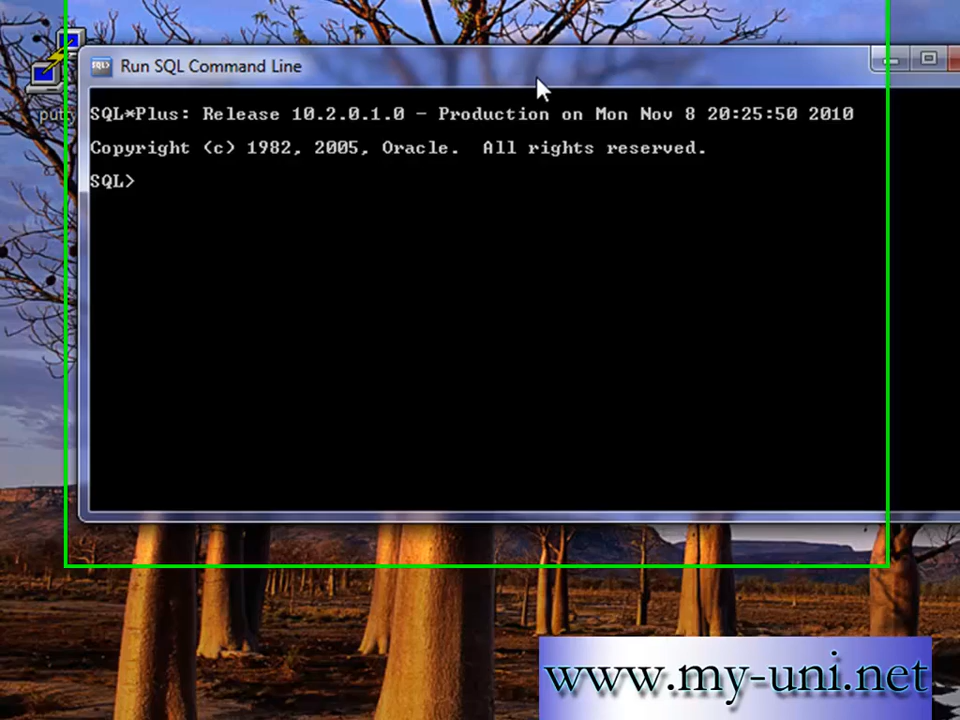 Run SQL Command Line
putty
SQL*Plus: Release 10.2.0.1.0 - Production on Mon Nov 8 20:25:50 2010
Copyright (c) 1982, 2005, Oracle.  All rights reserved.
SQL>
www.my-uni.net